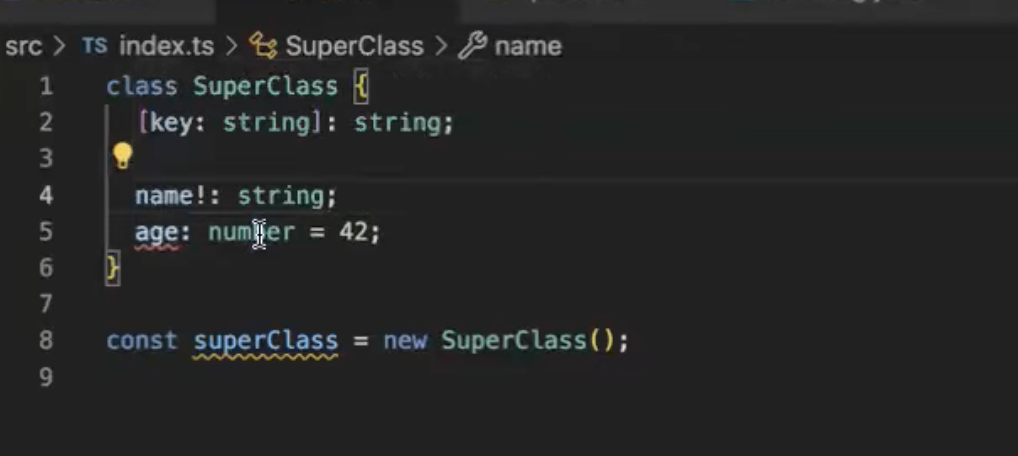 src > TS index.ts > SuperClass > name
1 class SuperClass {
2 [key: string]: string;
3
4 name!: string;
5 age: number = 42;
6 }
7
8 const superClass = new SuperClass();
9